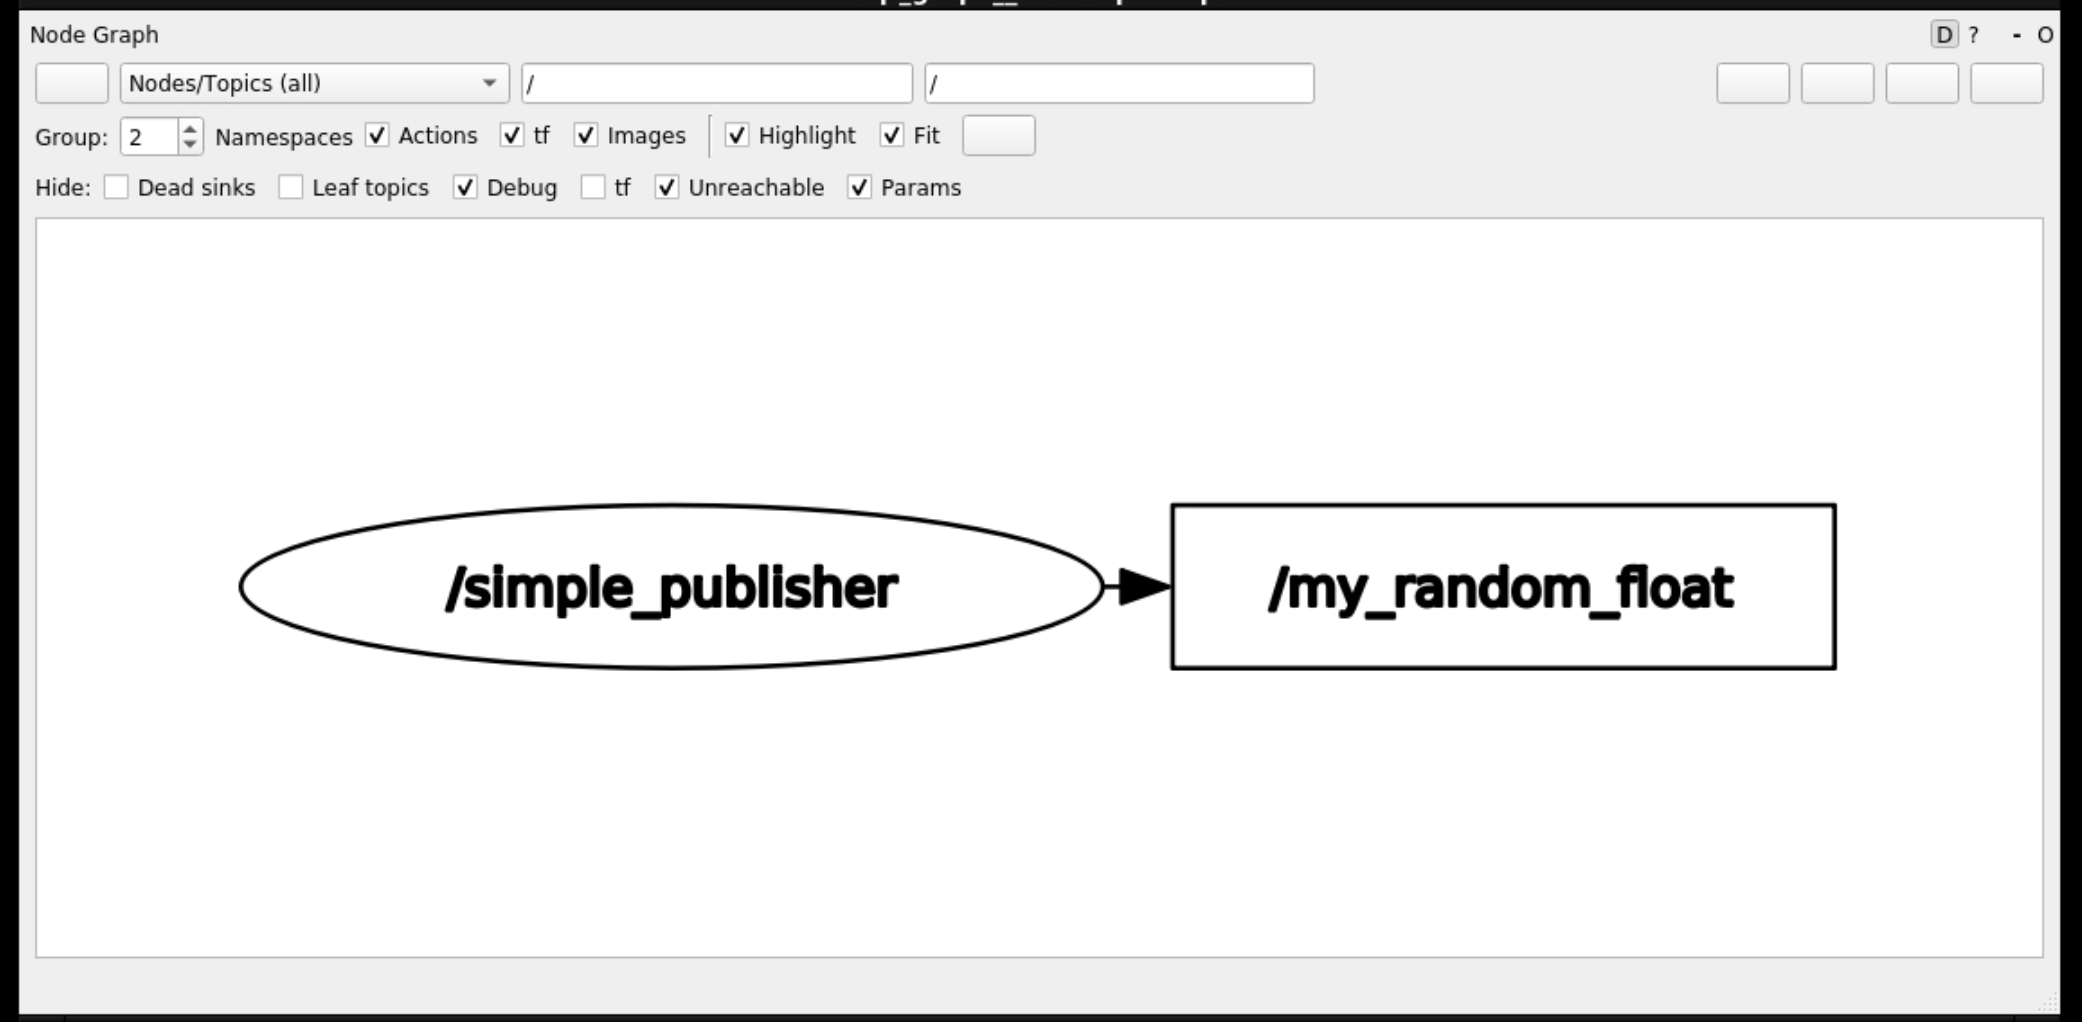 Node Graph D ? - O
Nodes/Topics (all) / /
Group: 2 Namespaces Actions tf Images Highlight Fit
Hide: Dead sinks Leaf topics Debug tf Unreachable Params
/simple_publisher /my_random_float